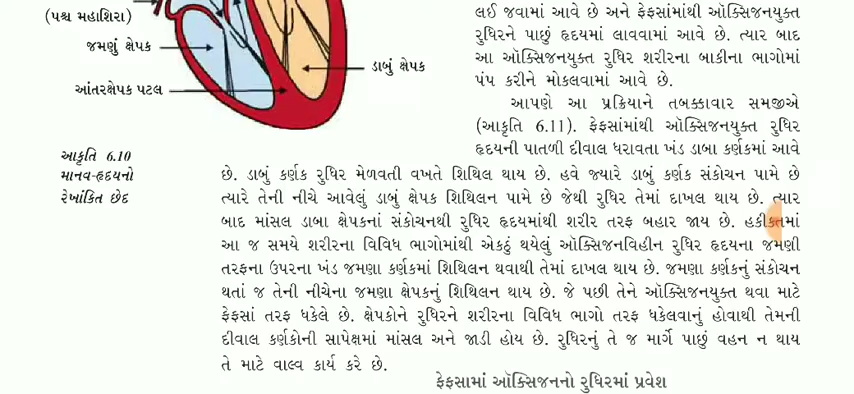 (પશ્ચ મહાશિરા)
જમણું ક્ષેપક
આંતરક્ષેપક પટલ
ડાબું ક્ષેપક
આકૃતિ 6.10
માનવ-હૃદયનો
રેખાંકિત છેદ
લઈ જવામાં આવે છે અને ફેફસાંમાંથી ઑક્સિજનયુક્ત
રુધિરને પાછું હૃદયમાં લાવવામાં આવે છે. ત્યાર બાદ
આ ઑક્સિજનયુક્ત રુધિર શરીરના બાકીના ભાગોમાં
પંપ કરીને મોકલવામાં આવે છે.
આપણે આ પ્રક્રિયાને તબક્કાવાર સમજીએ
(આકૃતિ 6.11). ફેફસાંમાંથી ઑક્સિજનયુક્ત રુધિર
હૃદયની પાતળી દીવાલ ધરાવતા ખંડ ડાબા કર્ણકમાં આવે
છે. ડાબું કર્ણક રુધિર મેળવતી વખતે શિથિલ થાય છે. હવે જ્યારે ડાબું કર્ણક સંકોચન પામે છે
ત્યારે તેની નીચે આવેલું ડાબું ક્ષેપક શિથિલન પામે છે જેથી રુધિર તેમાં દાખલ થાય છે. ત્યાર
બાદ માંસલ ડાબા ક્ષેપકનાં સંકોચનથી રુધિર હૃદયમાંથી શરીર તરફ બહાર જાય છે. હકીકતમાં
આ જ સમયે શરીરના વિવિધ ભાગોમાંથી એકઠું થયેલું ઑક્સિજનવિહીન રુધિર હૃદયના જમણી
તરફના ઉપરના ખંડ જમણા કર્ણકમાં શિથિલન થવાથી તેમાં દાખલ થાય છે. જમણા કર્ણકનું સંકોચન
થતાં જ તેની નીચેના જમણા ક્ષેપકનું શિથિલન થાય છે. જે પછી તેને ઑક્સિજનયુક્ત થવા માટે
ફેફસાં તરફ ધકેલે છે. ક્ષેપકોને રુધિરને શરીરના વિવિધ ભાગો તરફ ધકેલવાનું હોવાથી તેમની
દીવાલ કર્ણકોની સાપેક્ષમાં માંસલ અને જાડી હોય છે. રુધિરનું તે જ માર્ગે પાછું વહન ન થાય
તે માટે વાલ્વ કાર્ય કરે છે.
ફેફસામાં ઑક્સિજનનો રુધિરમાં પ્રવેશ